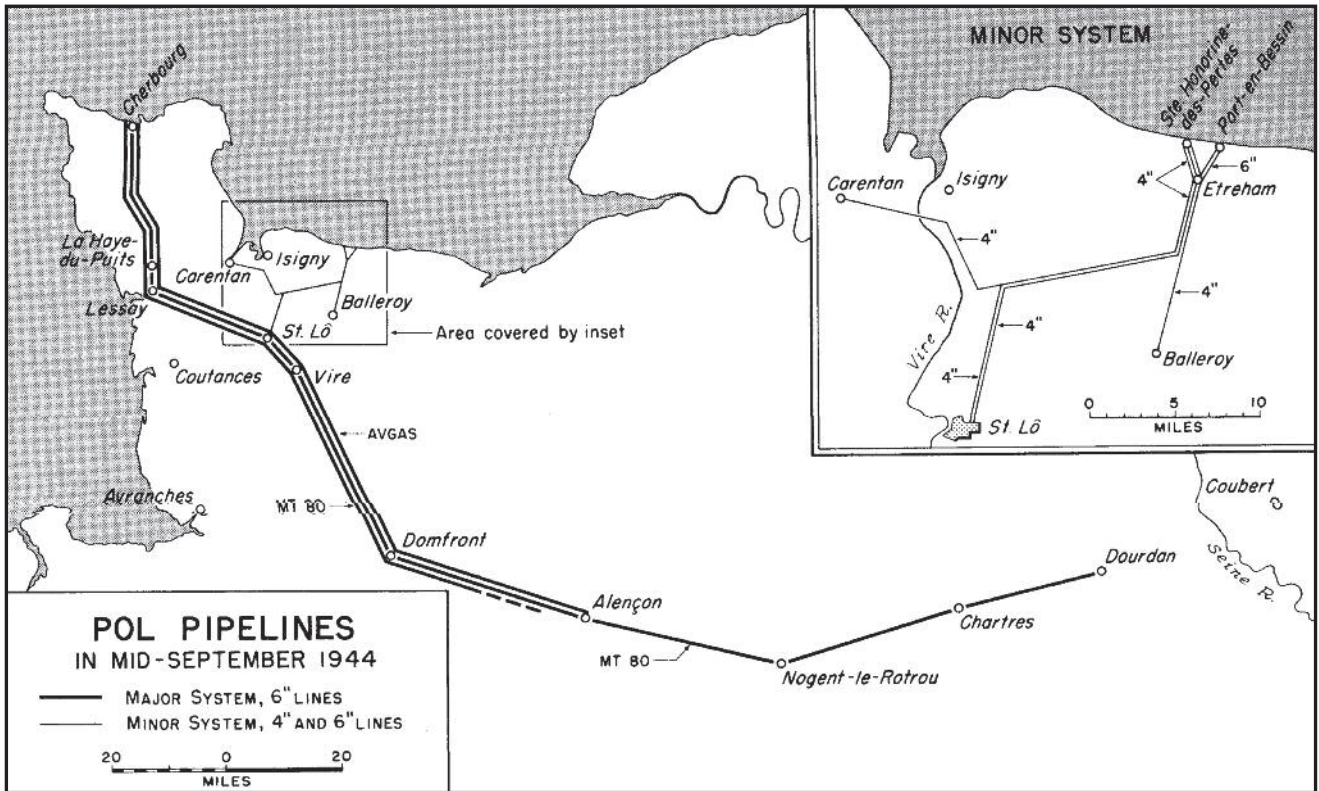 Cherbourg
La Haye-
du-Puits
Lessay
Carentan
Isigny
Balleroy
St. Lô
Area covered by inset
Coutances
Vire
AVGAS
Avranches
MT 80
Domfront
Alençon
MT 80
Nogent-le-Rotrou
Chartres
Dourdan
Coubert
Seine R.
MINOR SYSTEM
Ste Honorine-
des-Pertes
Port-en-Bessin
Carentan
Isigny
4"
6"
Etreham
4"
4"
4"
4"
Vire R.
Balleroy
St. Lô
0 5 10
MILES
POL PIPELINES
IN MID-SEPTEMBER 1944
MAJOR SYSTEM, 6" LINES
MINOR SYSTEM, 4" AND 6" LINES
20 0 20
MILES